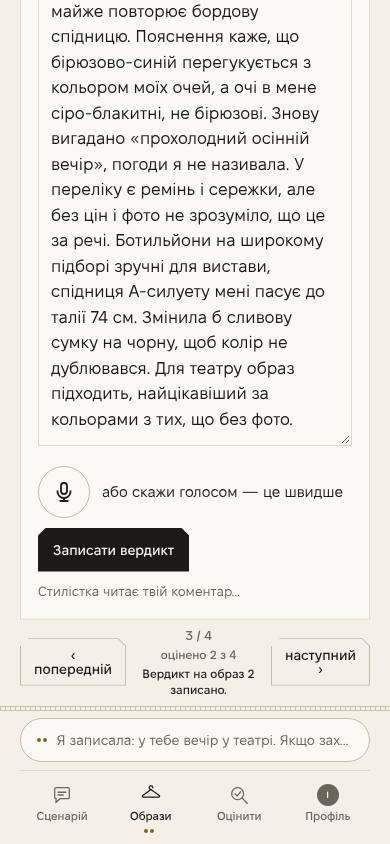 майже повторює бордову
спідницю. Пояснення каже, що
бірюзово-синій перегукується з
кольором моїх очей, а очі в мене
сіро-блакитні, не бірюзові. Знову
вигадано «прохолодний осінній
вечір», погоди я не називала. У
переліку є ремінь і сережки, але
без цін і фото не зрозуміло, що це
за речі. Ботильйони на широкому
підборі зручні для вистави,
спідниця А-силуету мені пасує до
талії 74 см. Змінила б сливову
сумку на чорну, щоб колір не
дублювався. Для театру образ
підходить, найцікавіший за
кольорами з тих, що без фото.
або скажи голосом — це швидше
Записати вердикт
Стилістка читає твій коментар…
‹
попередній
3 / 4
оцінено 2 з 4
Вердикт на образ 2
записано.
наступний
›
Я записала: у тебе вечір у театрі. Якщо зах…
Сценарій
Образи
Оцінити
І
Профіль